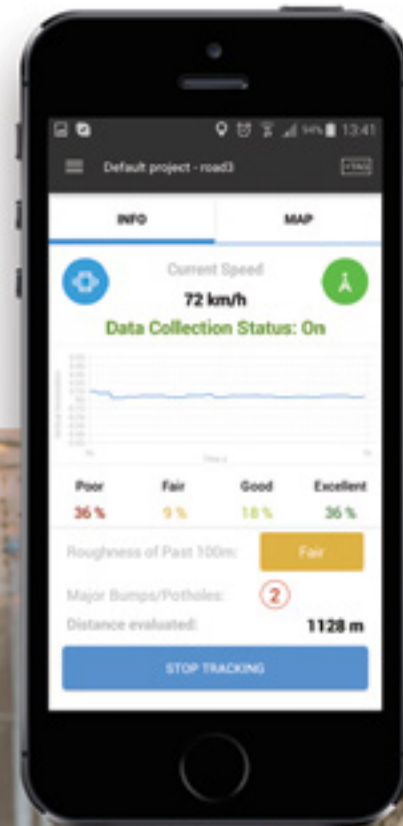 94% 13:41
Default project - road3
INFO MAP
Current Speed
72 km/h
Data Collection Status: On
Poor Fair Good Excellent
36 % 9 % 18 % 36 %
Roughness of Past 100m: Fair
Major Bumps/Potholes: 2
Distance evaluated: 1128 m
STOP TRACKING